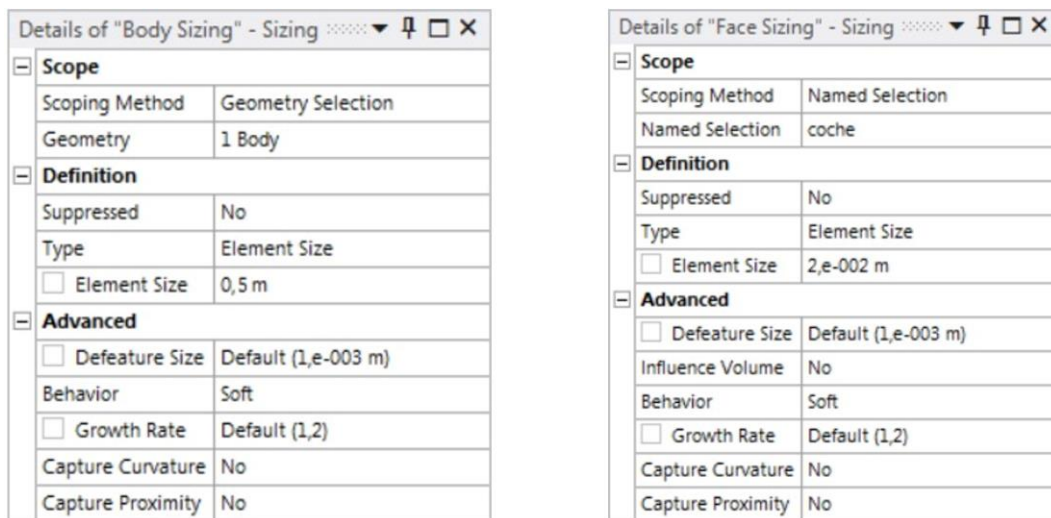 Details of "Body Sizing" - Sizing
Scope
Scoping Method Geometry Selection
Geometry 1 Body
Definition
Suppressed No
Type Element Size
Element Size 0,5 m
Advanced
Defeature Size Default (1,e-003 m)
Behavior Soft
Growth Rate Default (1,2)
Capture Curvature No
Capture Proximity No
Details of "Face Sizing" - Sizing
Scope
Scoping Method Named Selection
Named Selection coche
Definition
Suppressed No
Type Element Size
Element Size 2,e-002 m
Advanced
Defeature Size Default (1,e-003 m)
Influence Volume No
Behavior Soft
Growth Rate Default (1,2)
Capture Curvature No
Capture Proximity No